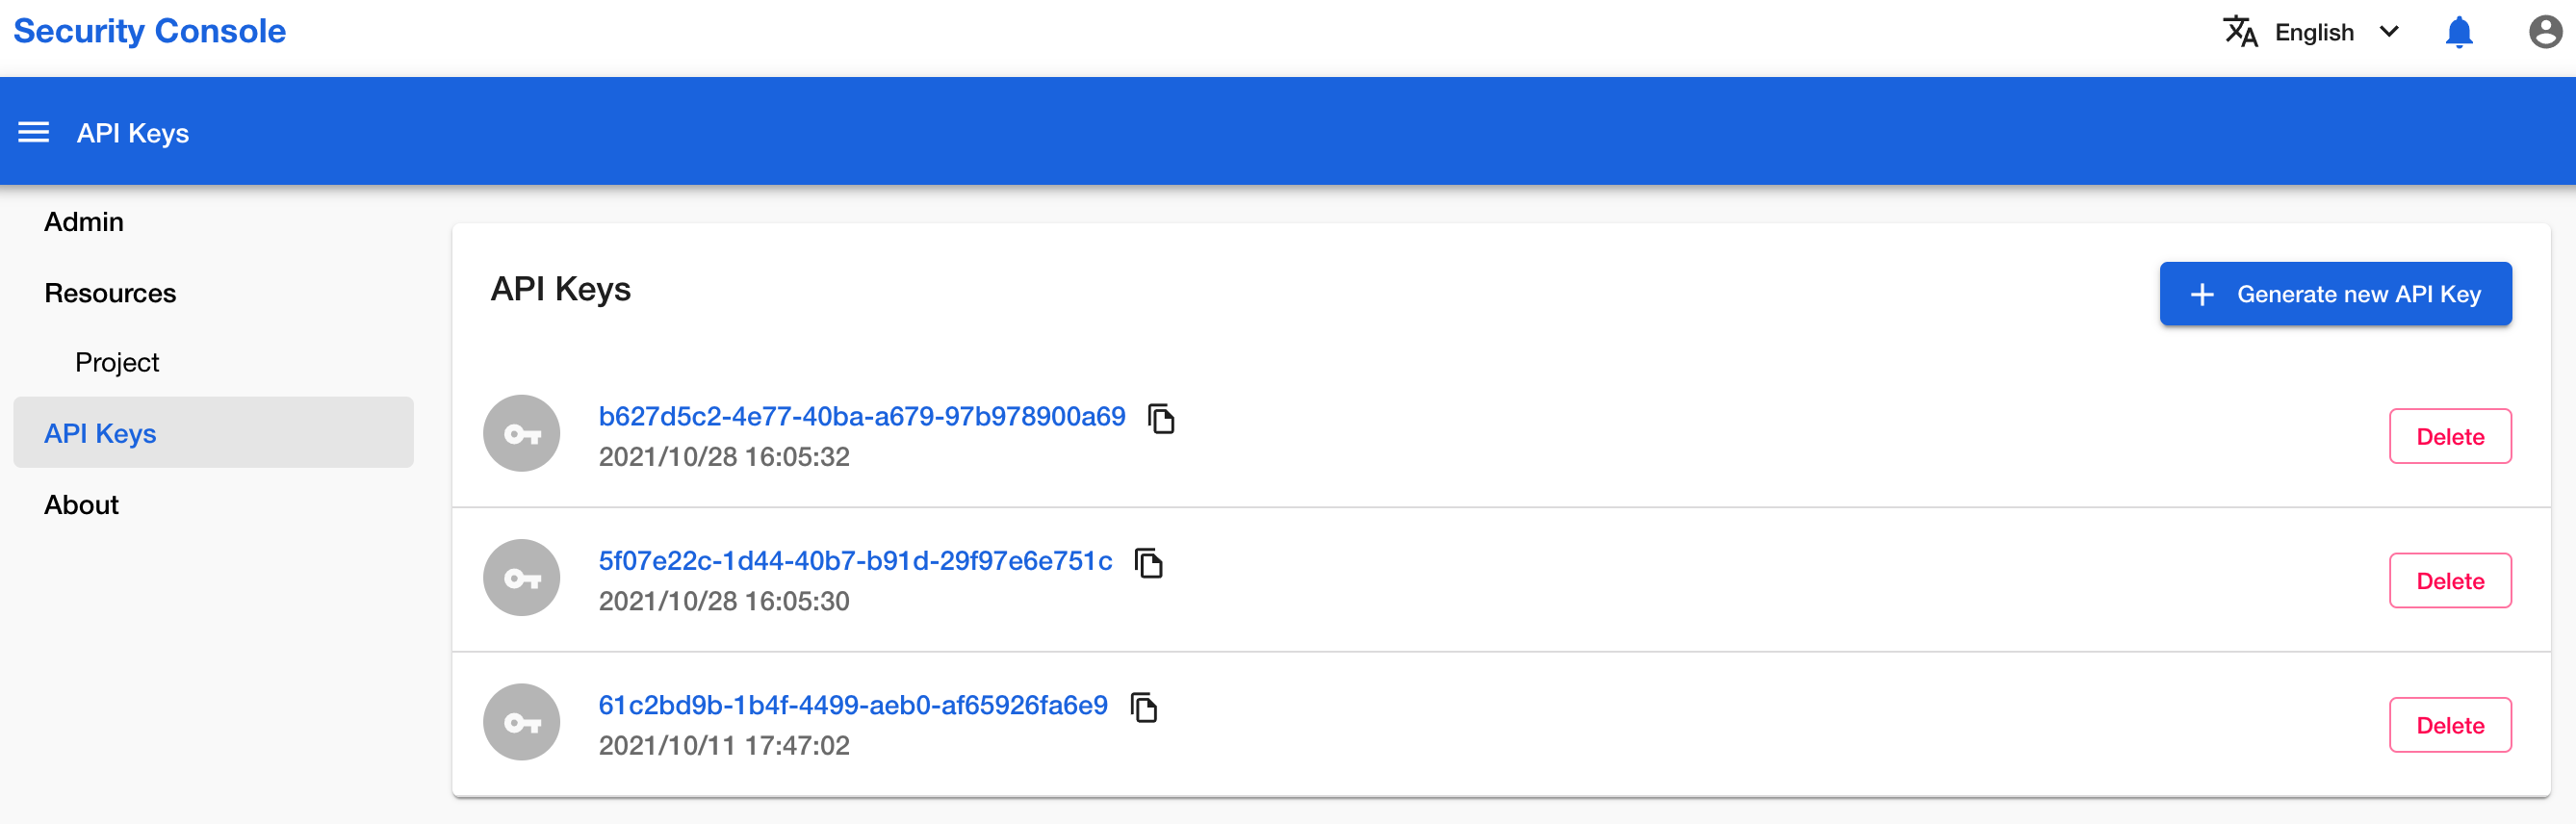 Security Console
English
API Keys
Admin
Resources
Project
API Keys
About
API Keys
Generate new API Key
b627d5c2-4e77-40ba-a679-97b978900a69
2021/10/28 16:05:32
Delete
5f07e22c-1d44-40b7-b91d-29f97e6e751c
2021/10/28 16:05:30
Delete
61c2bd9b-1b4f-4499-aeb0-af65926fa6e9
2021/10/11 17:47:02
Delete